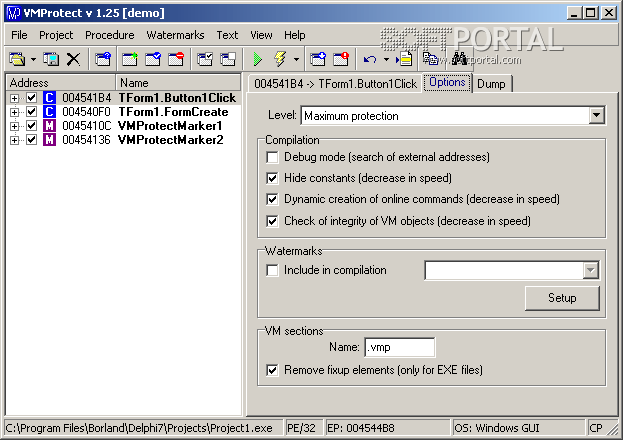 VMProtect v 1.25 [demo]
File Project Procedure Watermarks Text View Help
SOFTPORTAL
www.softportal.com
Address Name
004541B4 -> TForm1.Button1Click Options Dump
C 004541B4 TForm1.Button1Click
C 004540F0 TForm1.FormCreate
M 0045410C VMProtectMarker1
M 00454136 VMProtectMarker2
Level: Maximum protection
Compilation
Debug mode (search of external addresses)
Hide constants (decrease in speed)
Dynamic creation of online commands (decrease in speed)
Check of integrity of VM objects (decrease in speed)
Watermarks
Include in compilation
Setup
VM sections
Name: .vmp
Remove fixup elements (only for EXE files)
C:\Program Files\Borland\Delphi7\Projects\Project1.exe PE/32 EP: 004544B8 OS: Windows GUI CP